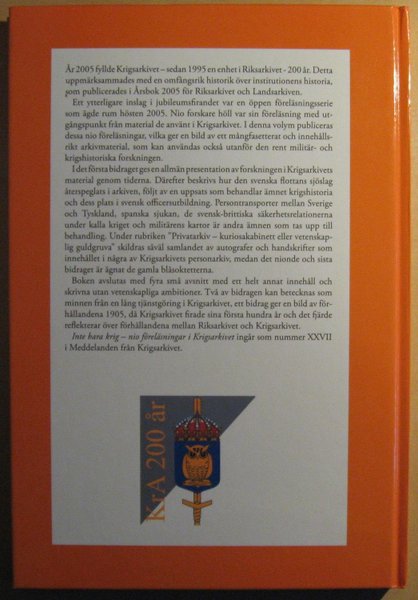 År 2005 fyllde Krigsarkivet – sedan 1995 en enhet i Riksarkivet - 200 år. Detta
uppmärksammades med en omfångsrik historik över institutionens historia,
som publicerades i Årsbok 2005 för Riksarkivet och Landsarkiven.
Ett ytterligare inslag i jubileumsfirandet var en öppen föreläsningsserie
som ägde rum hösten 2005. Nio forskare höll var sin föreläsning med ut-
gångspunkt från material de använt i Krigsarkivet. I denna volym publiceras
dessa nio föreläsningar, vilka ger en bild av ett mångfasetterat och innehålls-
rikt arkivmaterial, som kan användas också utanför den rent militär- och
krigshistoriska forskningen.
I det första bidraget ges en allmän presentation av forskningen i Krigsarkivets
material genom tiderna. Därefter beskrivs hur den svenska flottans sjöslag
återspeglats i arkiven, följt av en uppsats som behandlar ämnet krigshistoria
och dess plats i svensk officersutbildning. Persontransporter mellan Sverige
och Tyskland, spanska sjukan, de svensk-brittiska säkerhetsrelationerna
under kalla kriget och militärens kartor är andra ämnen som tas upp till
behandling. Under rubriken "Privatarkiv – kuriosakabinett eller vetenskap-
lig guldgruva" skildras såväl samlandet av autografer och handskrifter som
innehållet i några av Krigsarkivets personarkiv, medan det nionde och sista
bidraget är ägnat de gamla blåsoktetterna.
Boken avslutas med fyra små avsnitt med ett helt annat innehåll och
skrivna utan vetenskapliga ambitioner. Två av bidragen kan betecknas som
minnen från en lång tjänstgöring i Krigsarkivet, ett bidrag ger en bild av för-
hållandena 1905, då Krigsarkivet firade sina första hundra år och det fjärde
reflekterar över förhållandena mellan Riksarkivet och Krigsarkivet.
Inte bara krig – nio föreläsningar i Krigsarkivet ingår som nummer XXVII
i Meddelanden från Krigsarkivet.
KrA 200 år